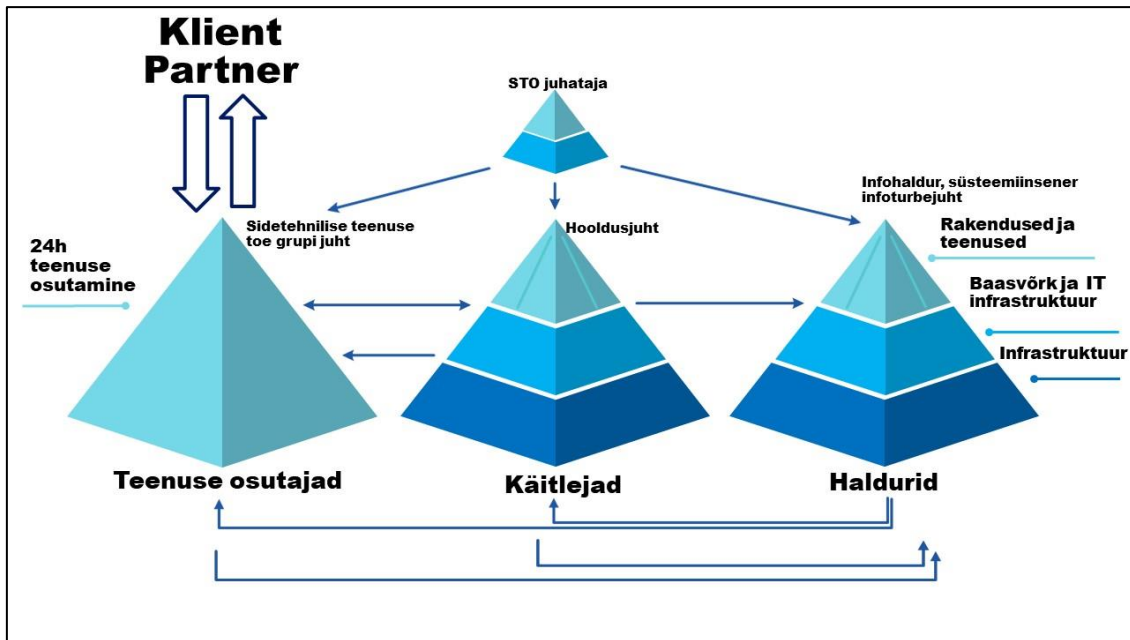 Klient
Partner
STO juhataja
Infohaldur, süsteemiinsener
infoturbejuht
Sidetehnilise teenuse
toe grupi juht
Hooldusjuht
Rakendused ja
teenused
24h
teenuse
osutamine
Baasvõrk ja IT
infrastruktuur
Infrastruktuur
Teenuse osutajad
Käitlejad
Haldurid